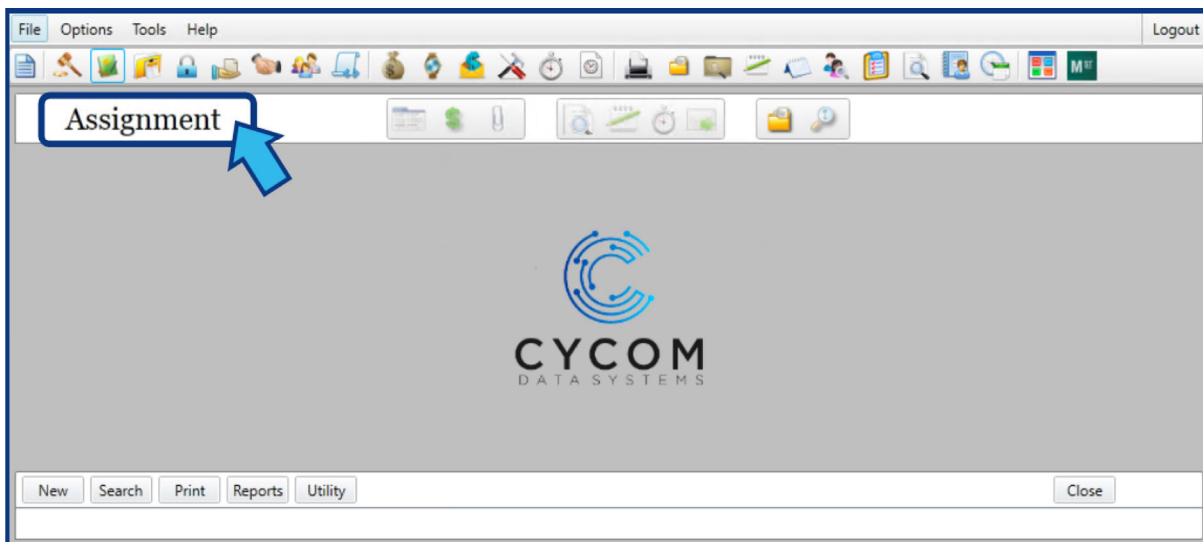 File Options Tools Help Logout
Assignment
CYCOM
DATA SYSTEMS
New Search Print Reports Utility Close